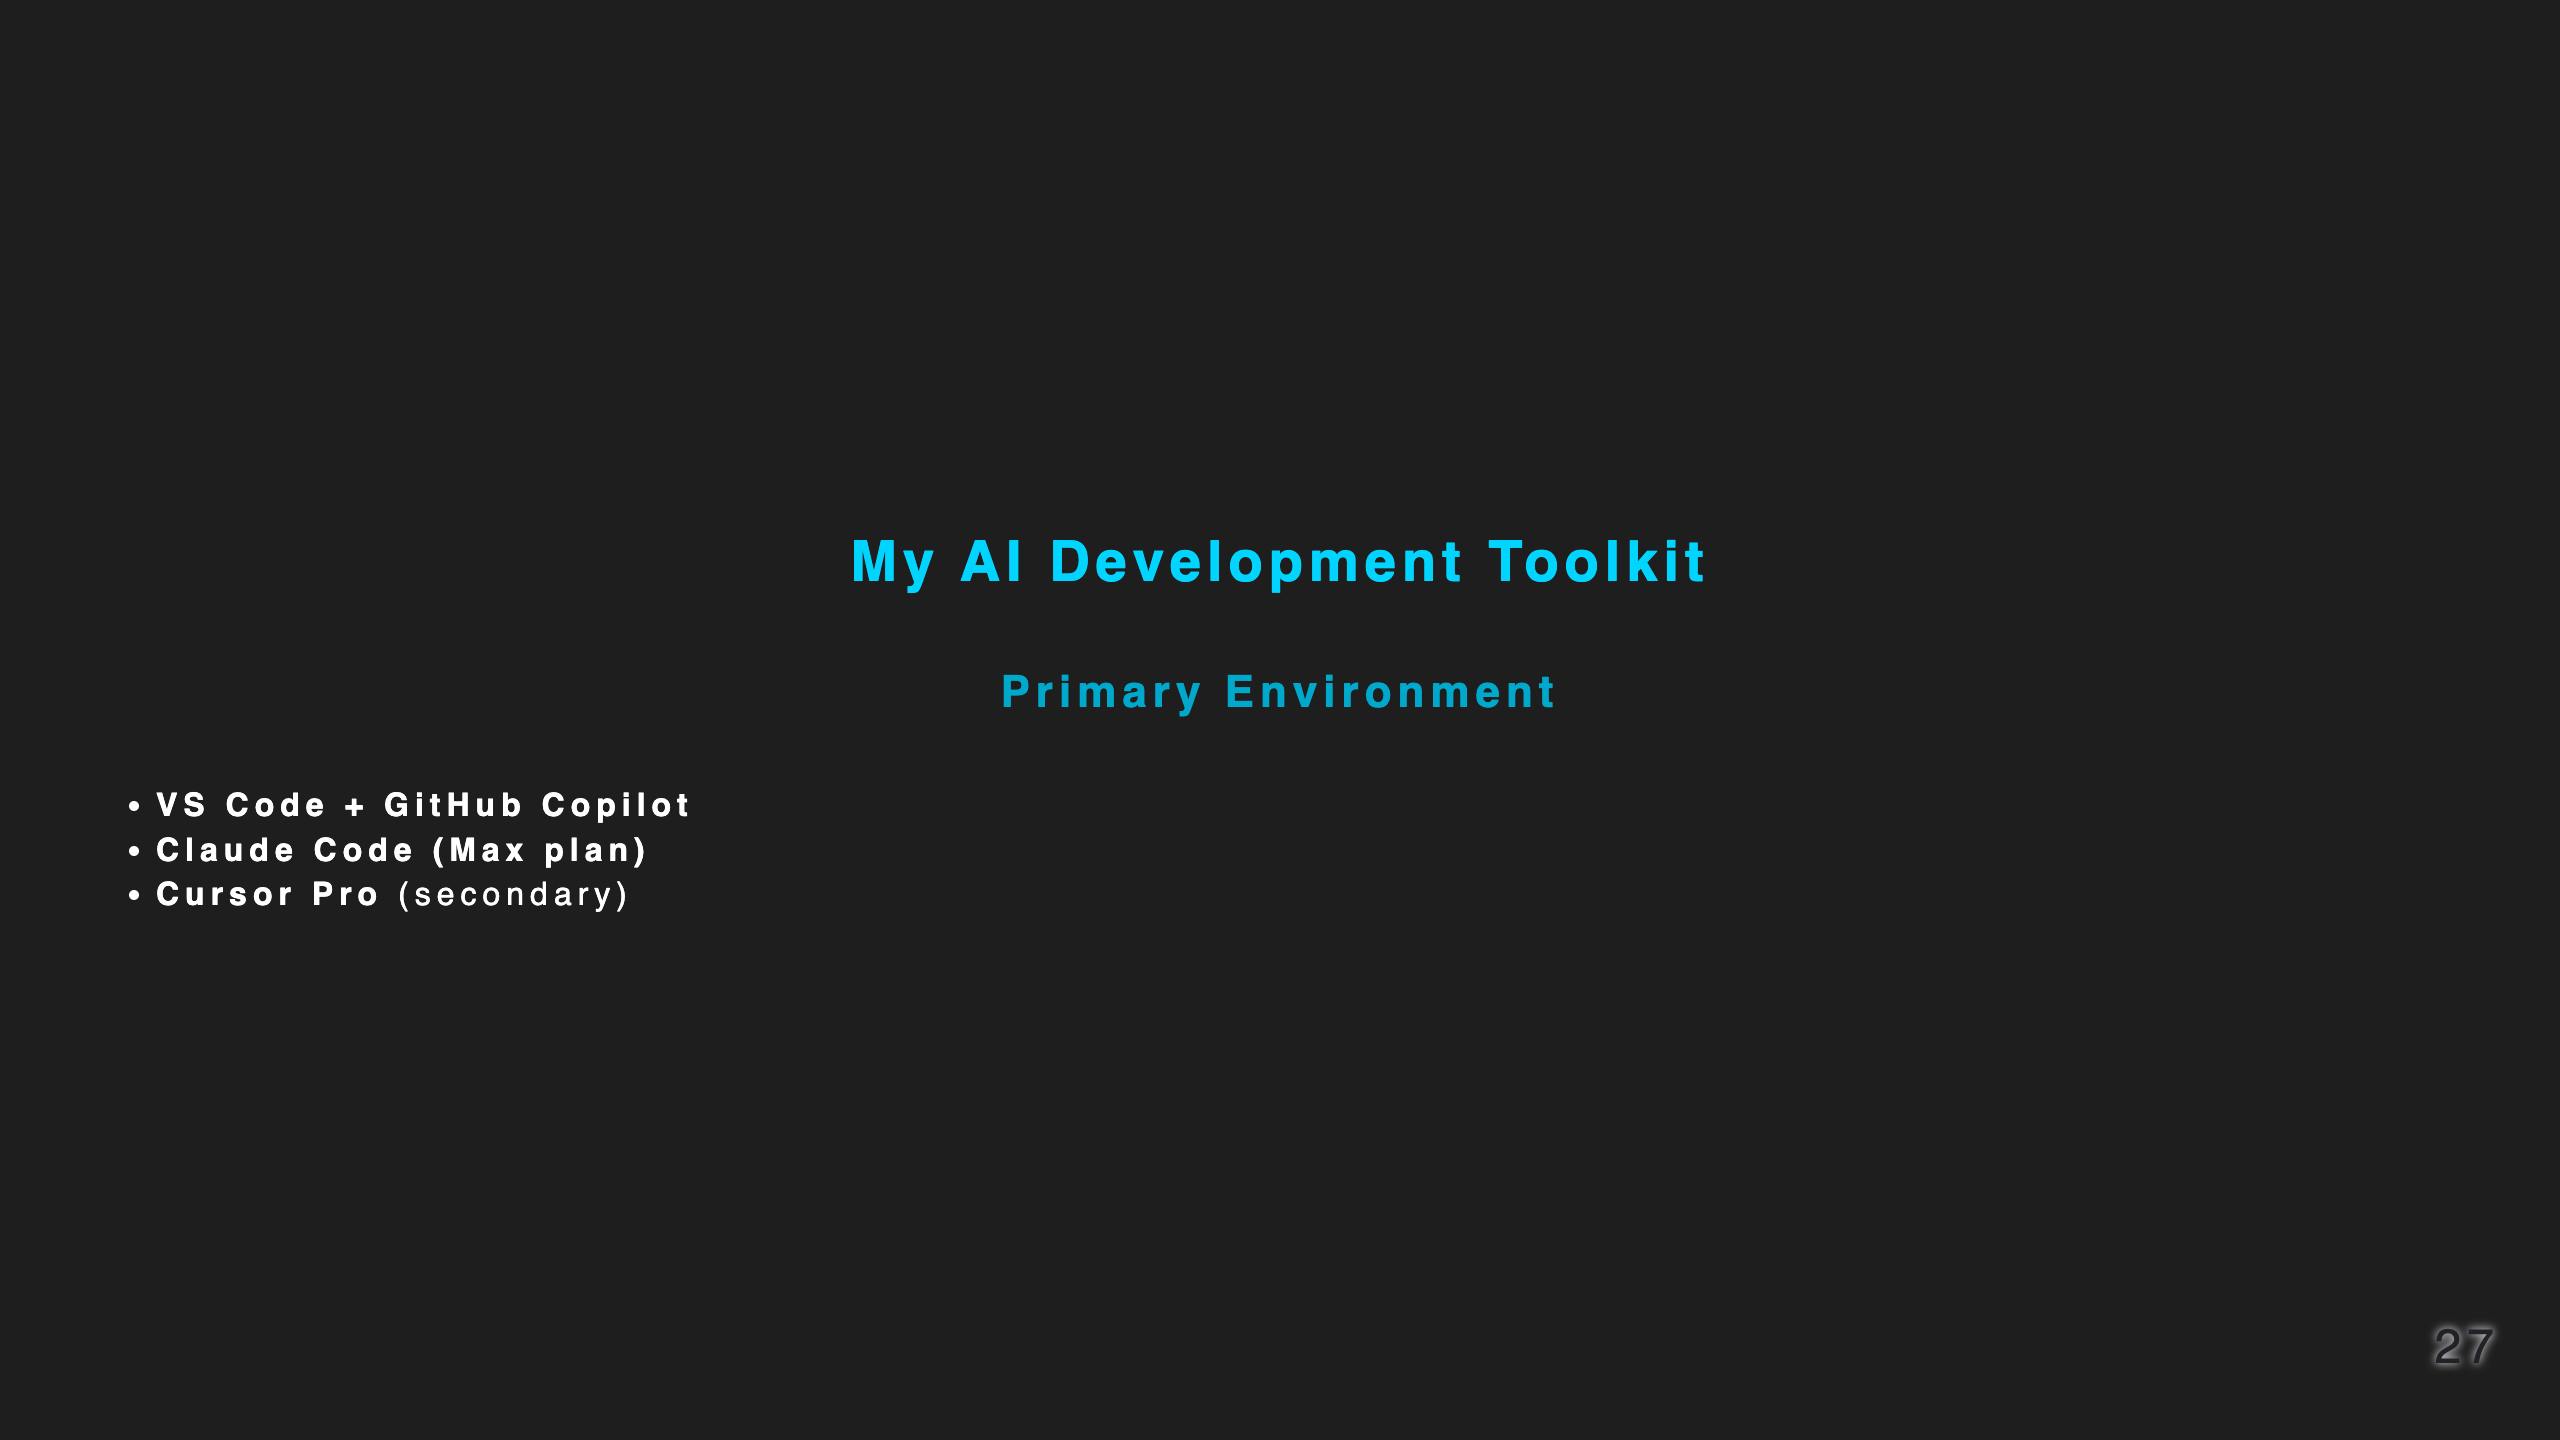 My AI Development Toolkit
Primary Environment
• VS Code + GitHub Copilot
• Claude Code (Max plan)
• Cursor Pro (secondary)
27